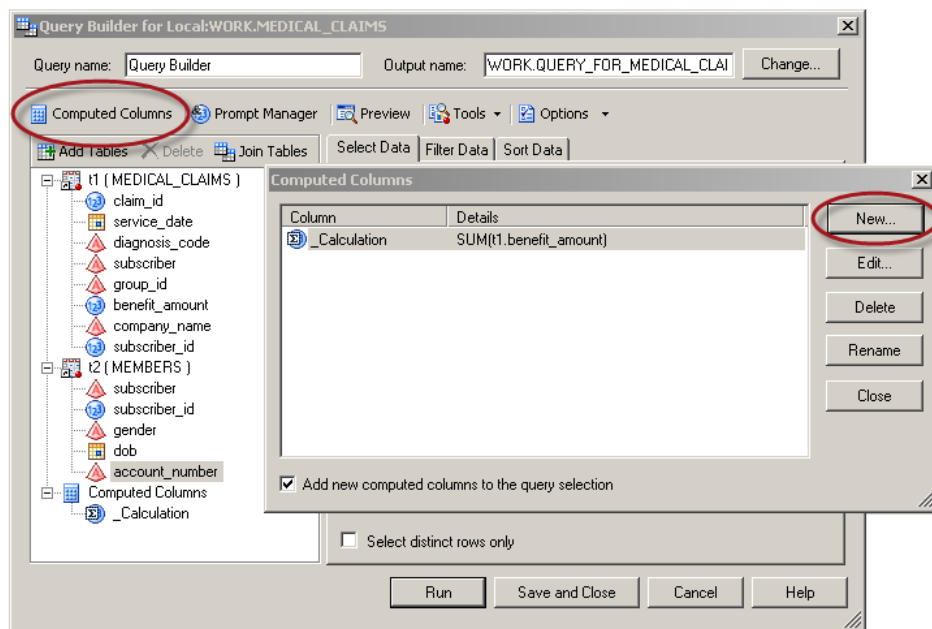 Query Builder for Local:WORK.MEDICAL_CLAIMS
Query name: Query Builder Output name: WORK.QUERY_FOR_MEDICAL_CLAI Change...
Computed Columns Prompt Manager Preview Tools Options
Add Tables Delete Join Tables Select Data Filter Data Sort Data
t1 ( MEDICAL_CLAIMS )
claim_id
service_date
diagnosis_code
subscriber
group_id
benefit_amount
company_name
subscriber_id
t2 ( MEMBERS )
subscriber
subscriber_id
gender
dob
account_number
Computed Columns
_Calculation
Computed Columns
Column Details
_Calculation SUM(t1.benefit_amount)
New...
Edit...
Delete
Rename
Close
Add new computed columns to the query selection
Select distinct rows only
Run Save and Close Cancel Help